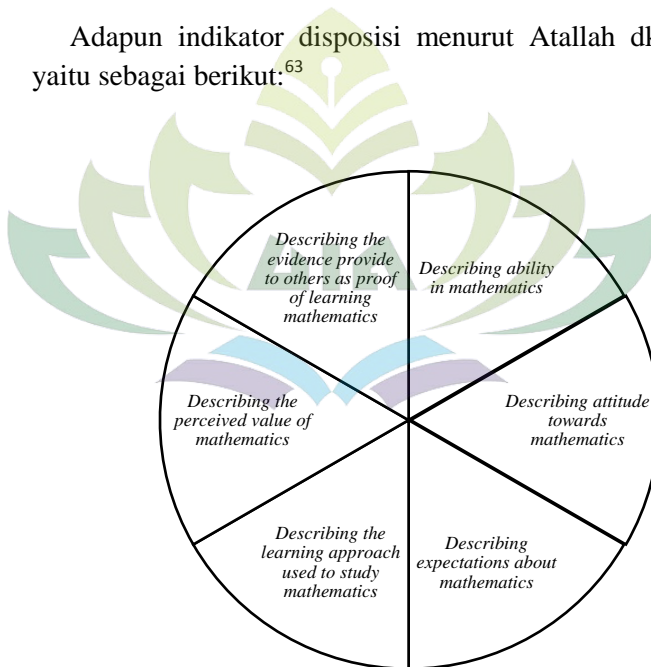 Adapun indikator disposisi menurut Atallah
yaitu sebagai berikut:63
Describing the
evidence provide
to others as proof
of learning
mathematics
Describing ability
in mathematics
Describing attitude
towards
mathematics
Describing
expectations about
mathematics
Describing the
learning approach
used to study
mathematics
Describing the
perceived value of
mathematics